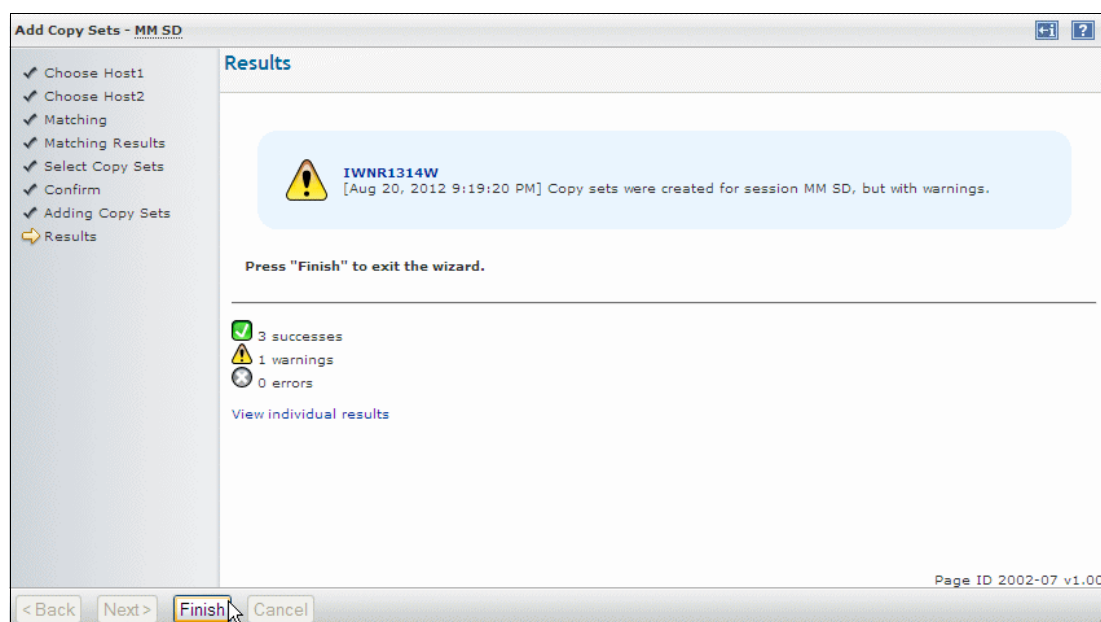 Add Copy Sets - MM SD
?
Choose Host1
Choose Host2
Matching
Matching Results
Select Copy Sets
Confirm
Adding Copy Sets
Results
Results
IWNR1314W
[Aug 20, 2012 9:19:20 PM] Copy sets were created for session MM SD, but with warnings.
Press "Finish" to exit the wizard.
3 successes
1 warnings
0 errors
View individual results
Page ID 2002-07 v1.00
< Back Next > Finish Cancel